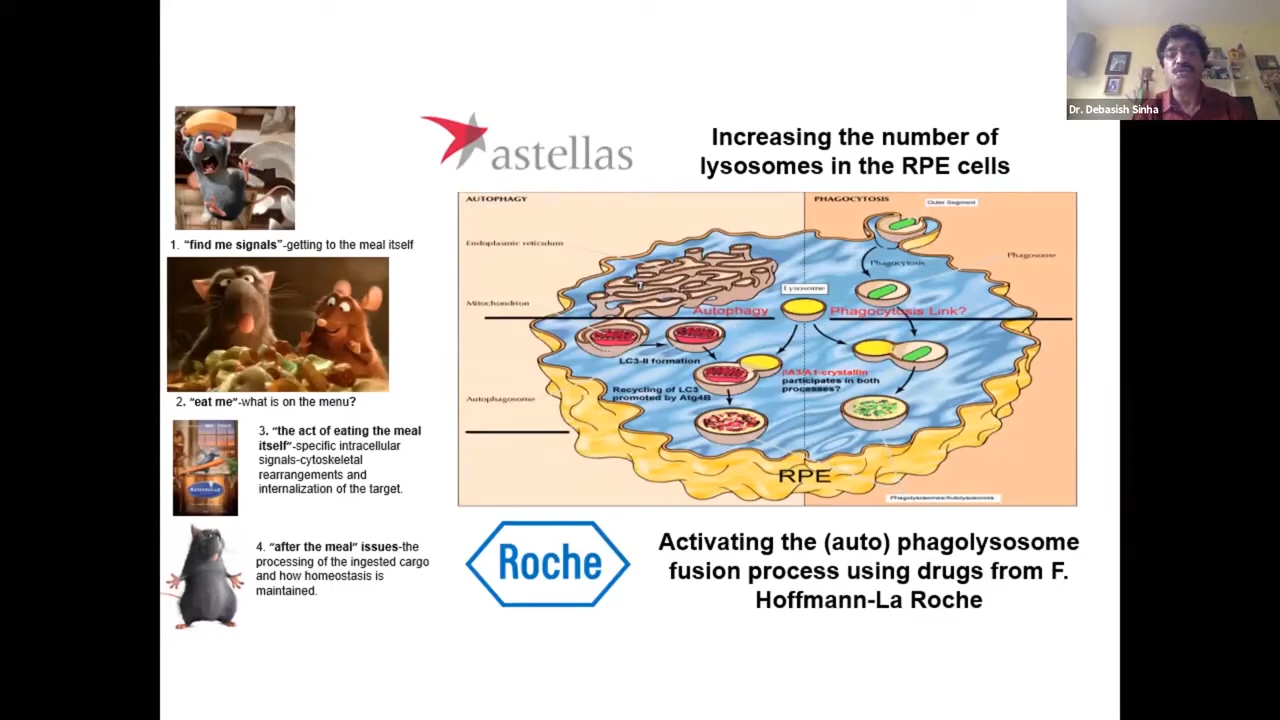 Dr. Debasish Sinha
astellas
Increasing the number of
lysosomes in the RPE cells
1. “find me signals”-getting to the meal itself
2. “eat me”-what is on the menu?
3. “the act of eating the meal
itself”-specific intracellular
signals-cytoskeletal
rearrangements and
internalization of the target.
4. “after the meal” issues-the
processing of the ingested cargo
and how homeostasis is
maintained.
AUTOPHAGY
PHAGOCYTOSIS
Outer Segment
Endoplasmic reticulum
Phagocytosis
Phagosome
Lysosome
Mitochondrion
Autophagy
Phagocytosis Link?
LC3-II formation
βA3/A1-crystallin
participates in both
processes?
Recycling of LC3
promoted by Atg4B
Autophagosome
RPE
Phagolysosomes/Autolysosomes
Roche
Activating the (auto) phagolysosome
fusion process using drugs from F.
Hoffmann-La Roche